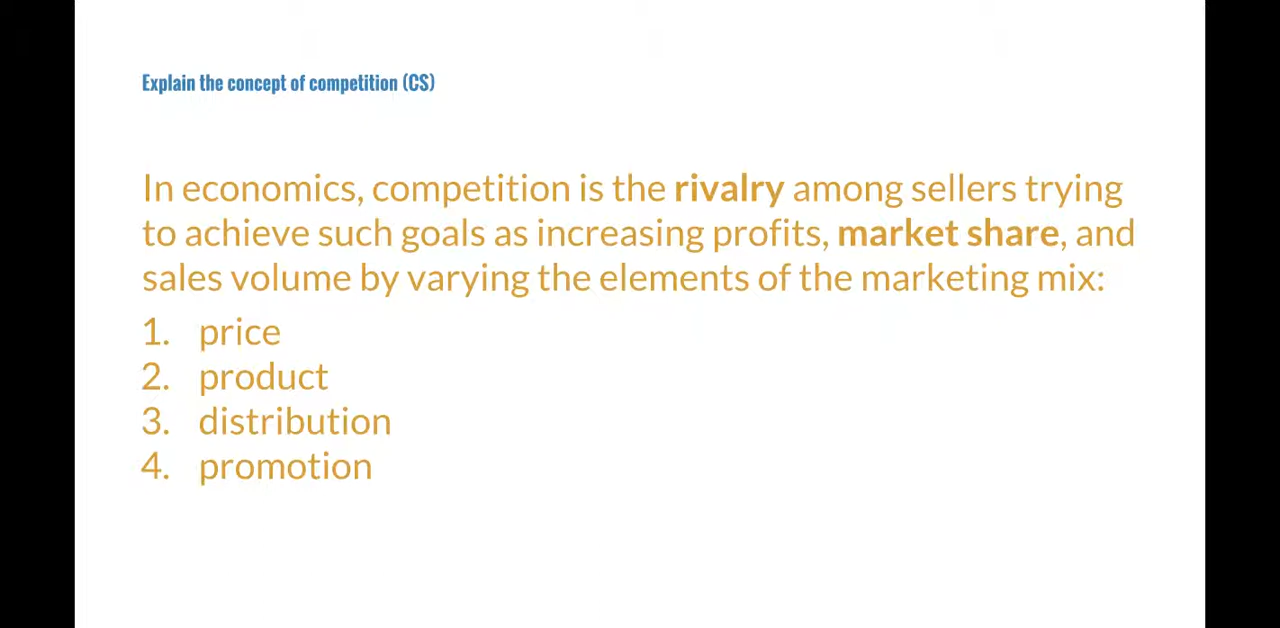 Explain the concept of competition (CS)
In economics, competition is the rivalry among sellers trying
to achieve such goals as increasing profits, market share, and
sales volume by varying the elements of the marketing mix:
1. price
2. product
3. distribution
4. promotion